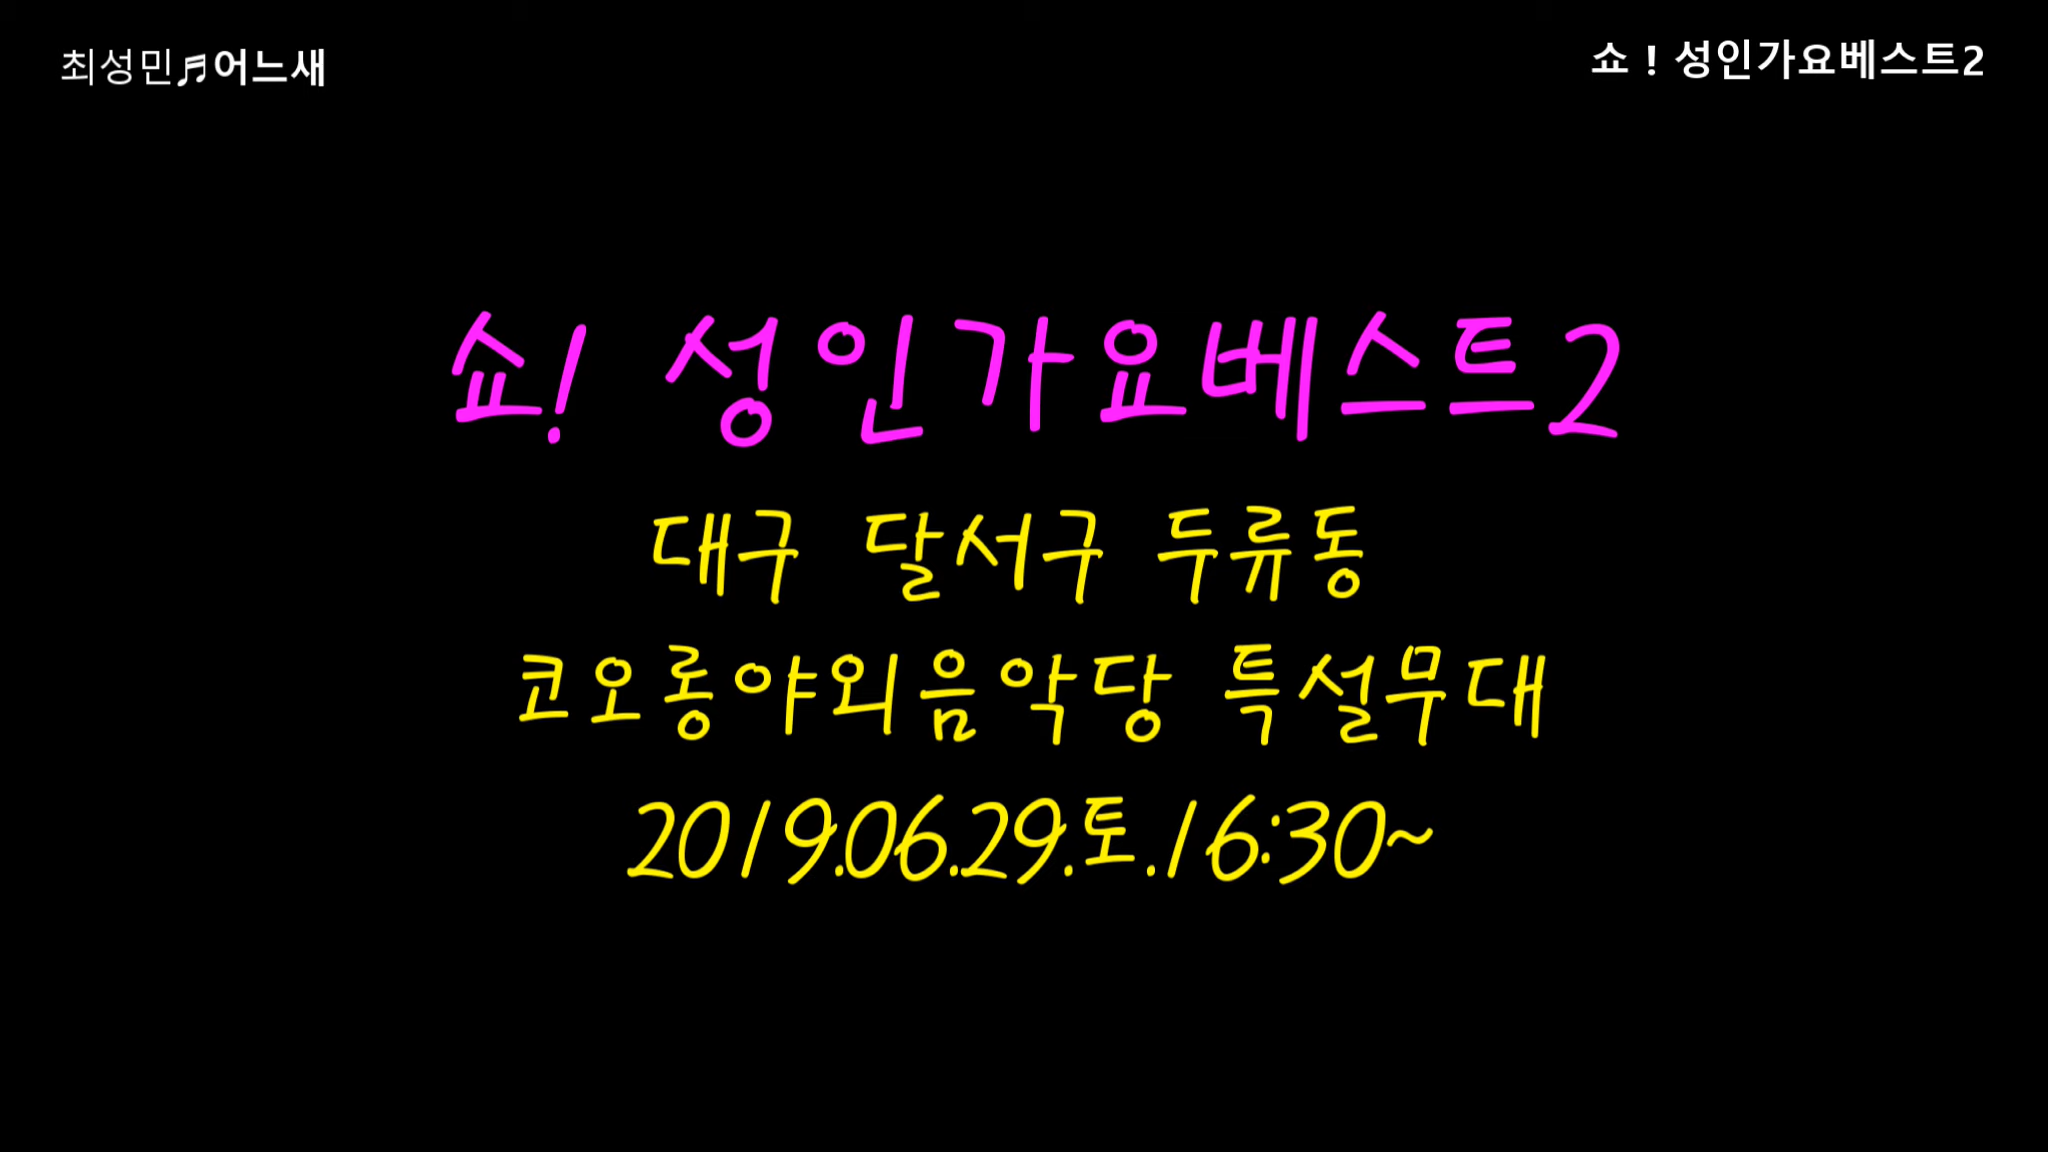 최성민♬어느새
쇼 ! 성인가요베스트2
쇼! 성인가요베스트2
대구 달서구 두류동
코오롱야외음악당 특설무대
2019.06.29.토.16:30~